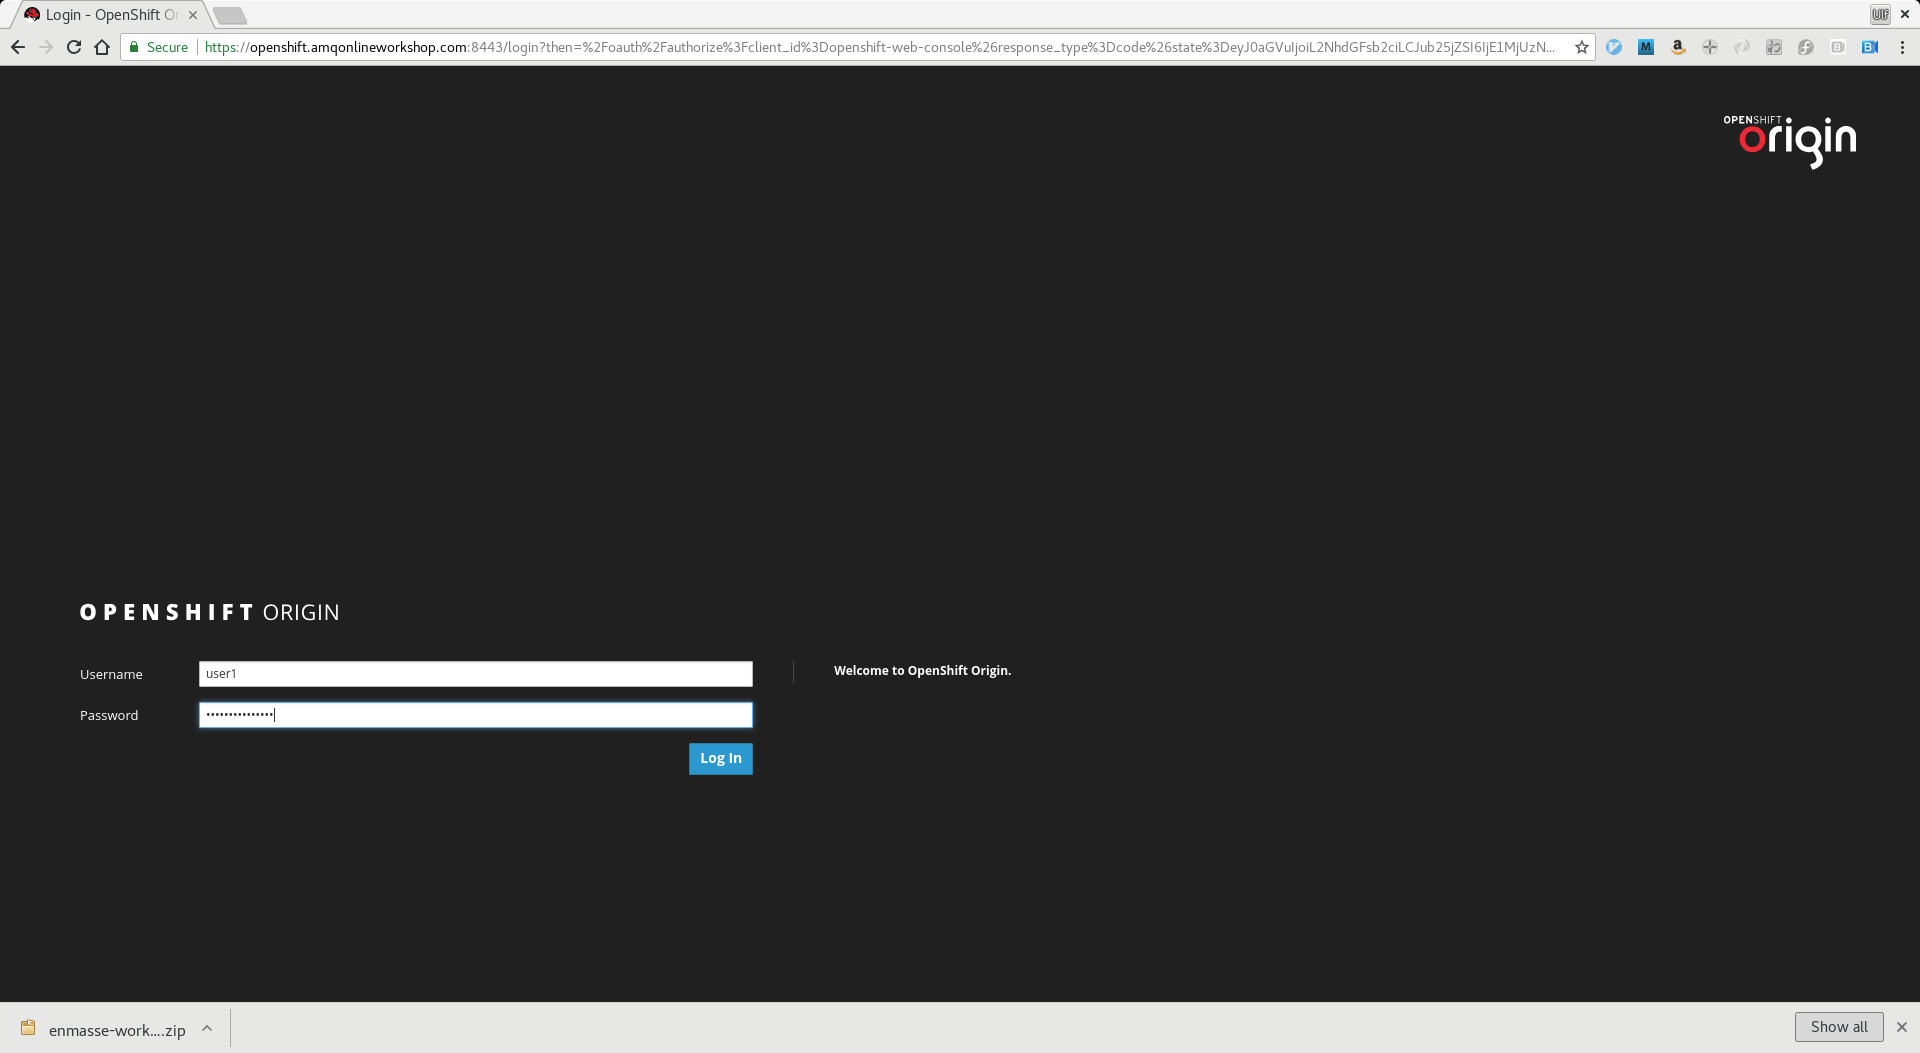 Login - OpenShift O
Ulf
Secure
https://openshift.amqonlineworkshop.com:8443/login?then=%2Foauth%2Fauthorize%3Fclient_id%3Dopenshift-web-console%26response_type%3Dcode%26state%3DeyJ0aGVuIjoiL2NhdGFsb2ciLCJub25jZSI6IjE1MjUzN...
OPENSHIFT
origin
OPENSHIFT ORIGIN
Username
user1
Welcome to OpenShift Origin.
Password
•••••••••••••••
Log In
enmasse-work....zip
Show all